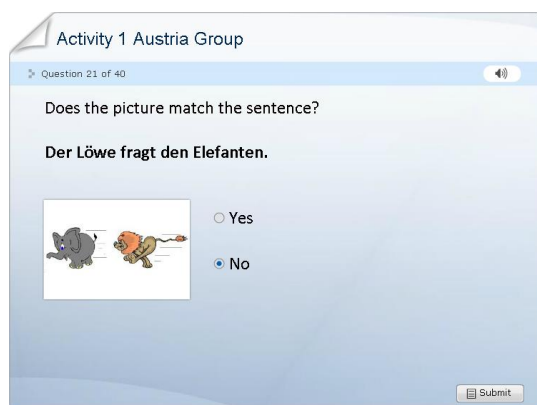 Activity 1 Austria Group
Question 21 of 40
Does the picture match the sentence?
Der Löwe fragt den Elefanten.
Yes
No
Submit